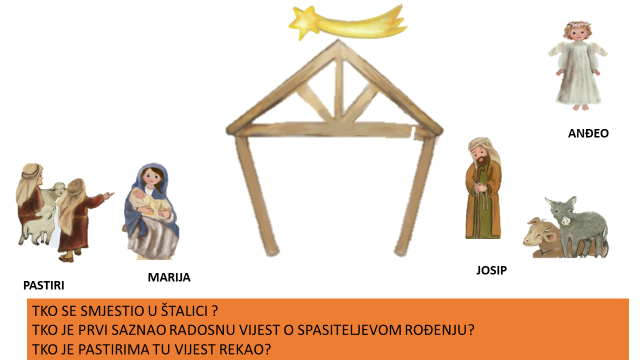 ANĐEO
PASTIRI
MARIJA
JOSIP
TKO SE SMJESTIO U ŠTALICI ?
TKO JE PRVI SAZNAO RADOSNU VIJEST O SPASITELJEVOM ROĐENJU?
TKO JE PASTIRIMA TU VIJEST REKAO?